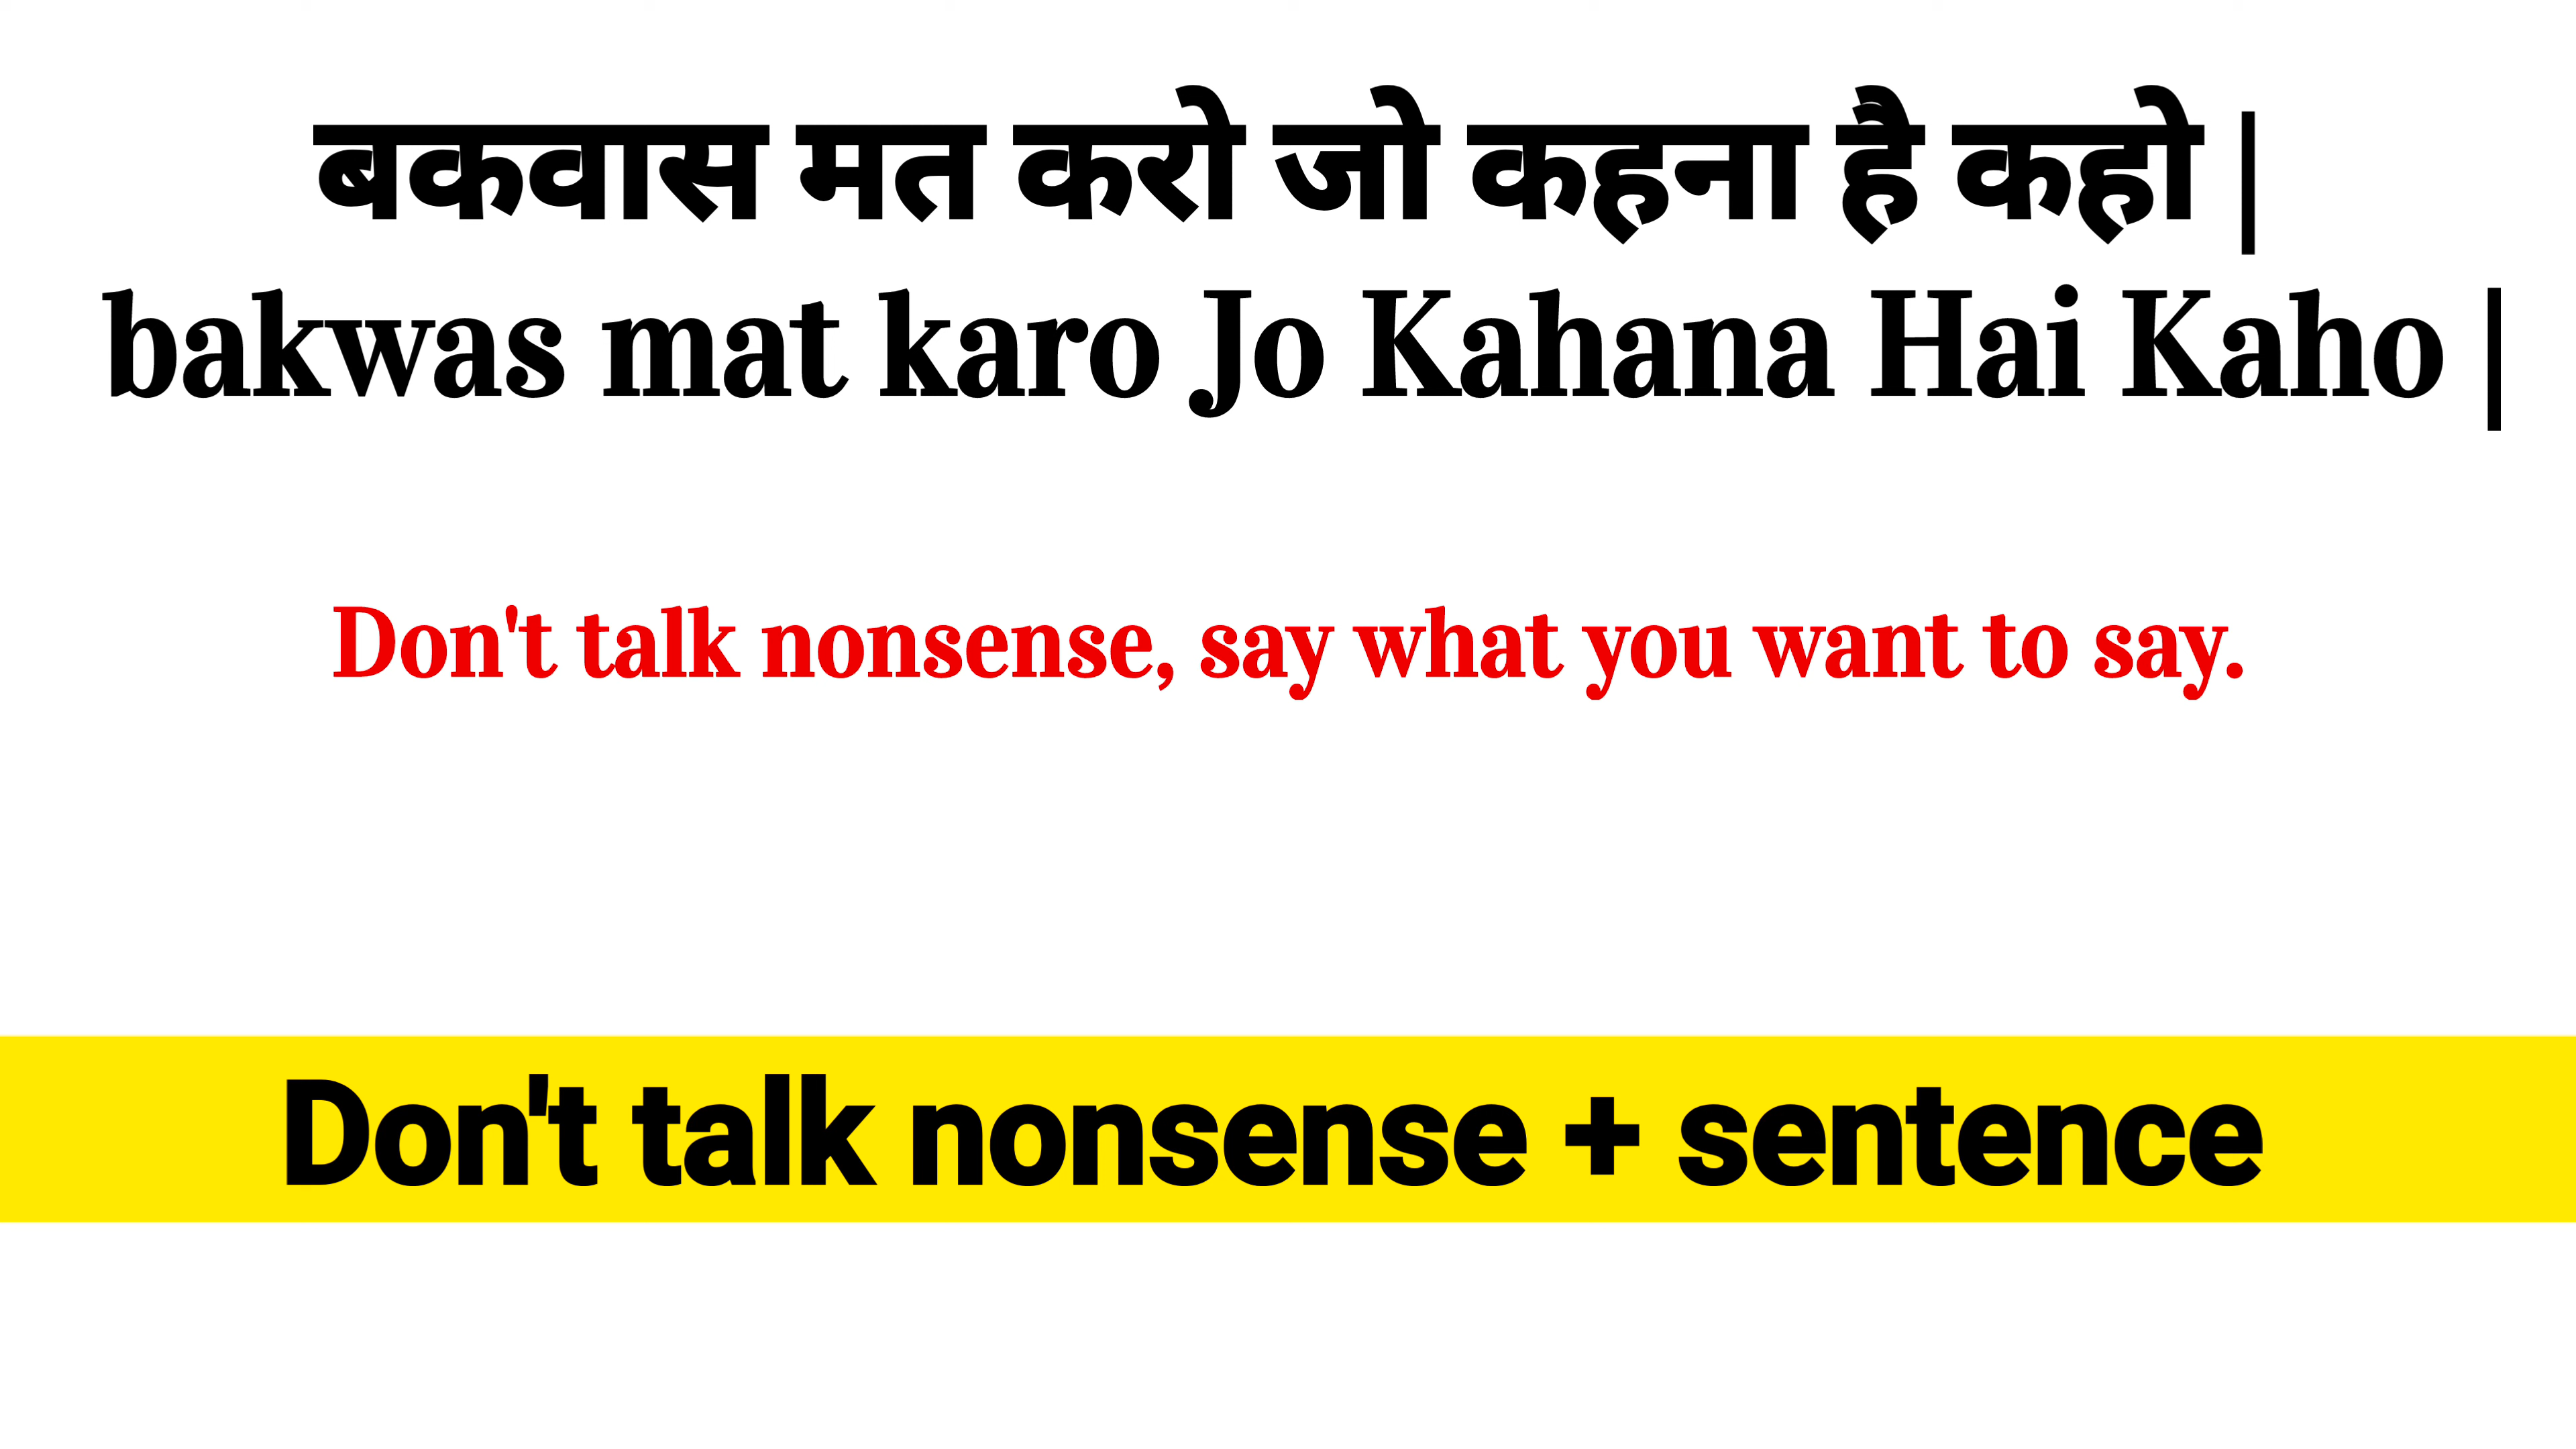 बकवास मत करो जो कहना है कहो |
bakwas mat karo Jo Kahana Hai Kaho |
Don't talk nonsense, say what you want to say.
Don't talk nonsense + sentence